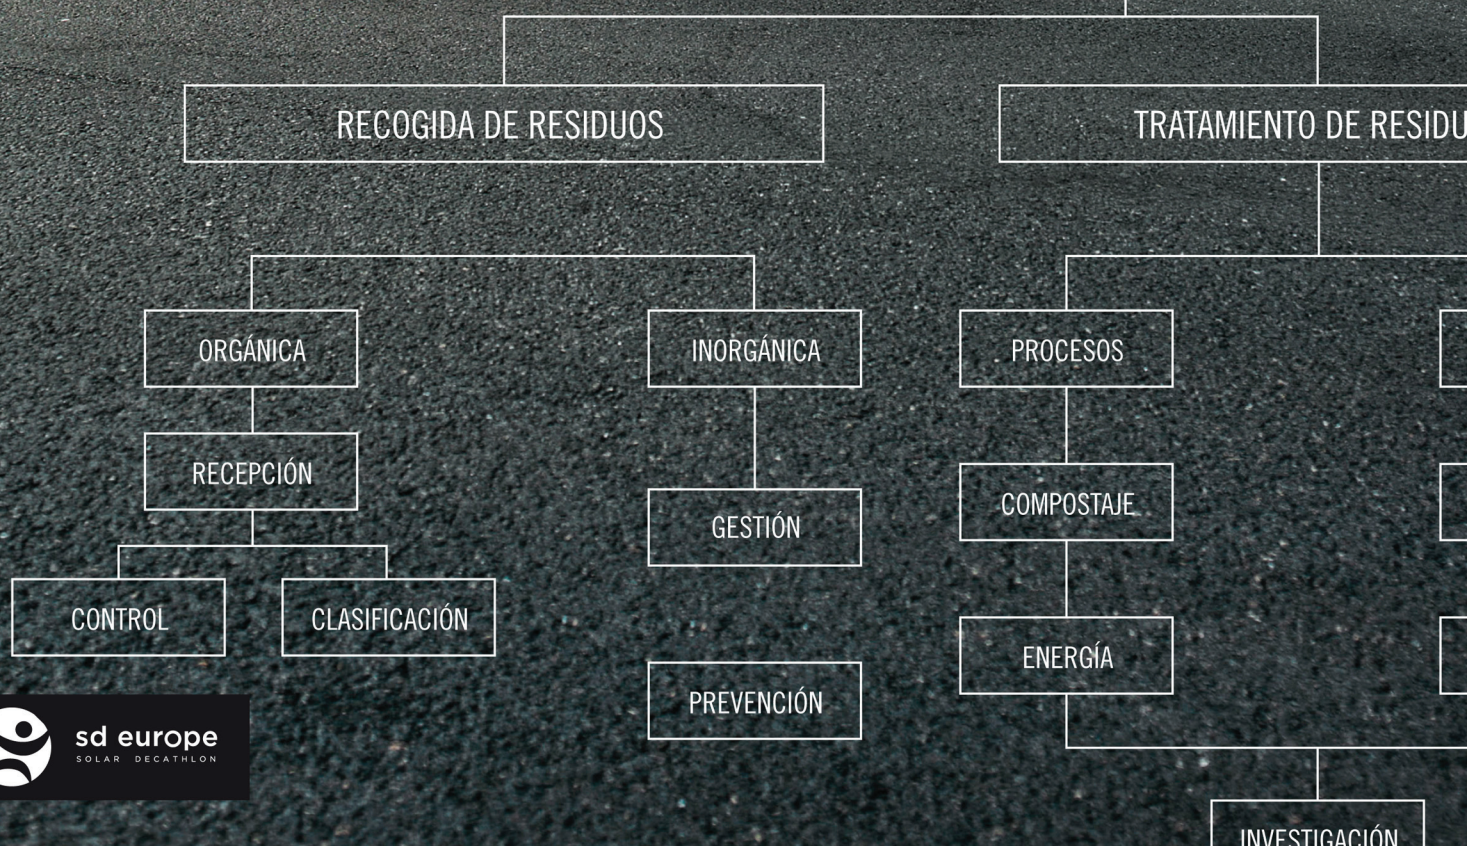 RECOGIDA DE RESIDUOS
TRATAMIENTO DE
ORGÁNICA
INORGÁNICA
PROCESOS
RECEPCIÓN
GESTIÓN
COMPOSTAJE
CONTROL
CLASIFICACIÓN
PREVENCIÓN
ENERGÍA
sd europe
SOLAR DECATHLON
INVESTIGACIÓN